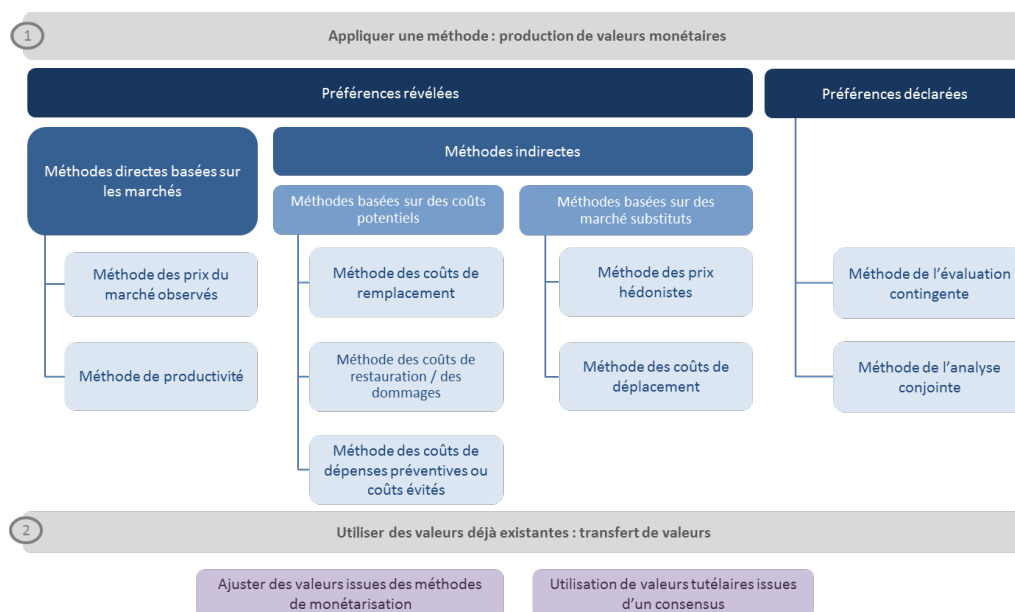 1
Appliquer une méthode : production de valeurs monétaires
Préférences révélées
Préférences déclarées
Méthodes directes basées sur
les marchés
Méthodes indirectes
Méthodes basées sur des coûts
potentiels
Méthodes basées sur des
marché substituts
Méthode des prix du
marché observés
Méthode de productivité
Méthode des coûts de
remplacement
Méthode des coûts de
restauration / des
dommages
Méthode des coûts de
dépenses préventives ou
coûts évités
Méthode des prix
hédonistes
Méthode des coûts de
déplacement
Méthode de l’évaluation
contingente
Méthode de l’analyse
conjointe
2
Utiliser des valeurs déjà existantes : transfert de valeurs
Ajuster des valeurs issues des méthodes
de monétarisation
Utilisation de valeurs tutélaires issues
d’un consensus